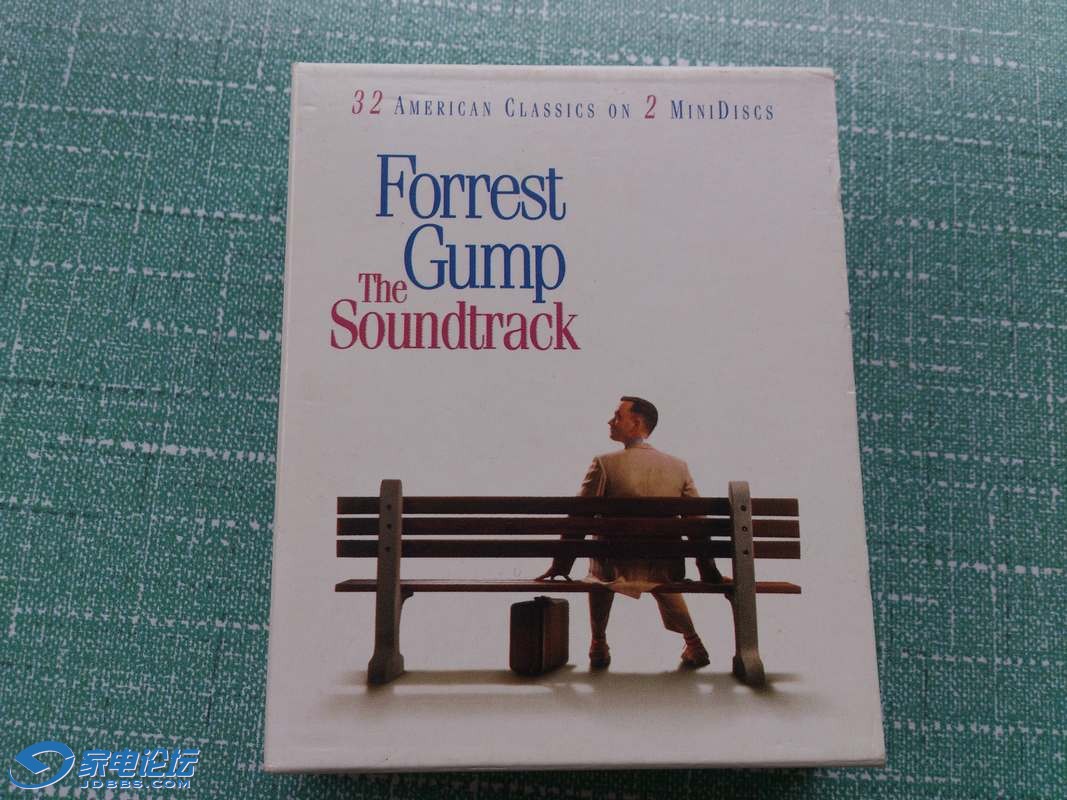 32 AMERICAN CLASSICS ON 2 MINIDISCS
Forrest
Gump
The
Soundtrack
家电论坛
JDBBS.COM